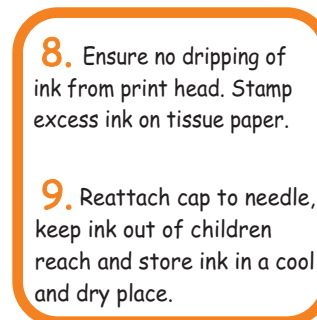 8. Ensure no dripping of
ink from print head. Stamp
excess ink on tissue paper.
9. Reattach cap to needle,
keep ink out of children
reach and store ink in a cool
and dry place.